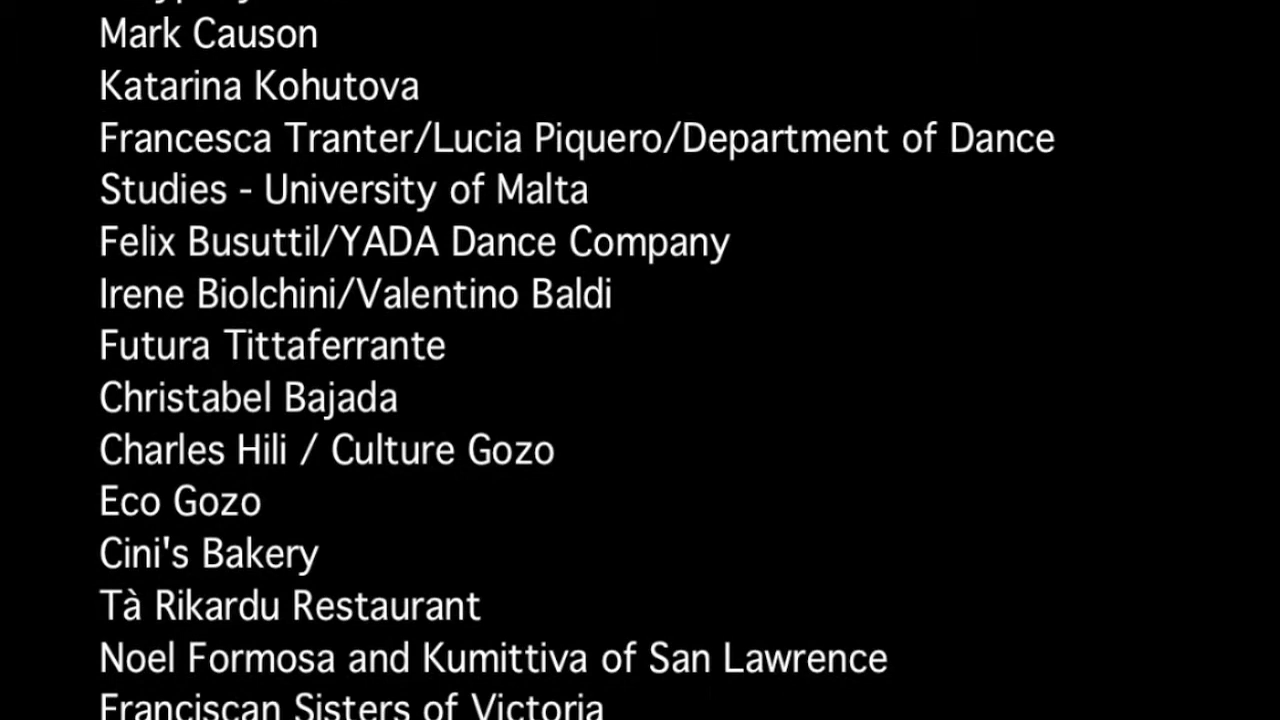 Mark Causon
Katarina Kohutova
Francesca Tranter/Lucia Piquero/Department of Dance
Studies - University of Malta
Felix Busuttil/YADA Dance Company
Irene Biolchini/Valentino Baldi
Futura Tittaferrante
Christabel Bajada
Charles Hili / Culture Gozo
Eco Gozo
Cini's Bakery
Tà Rikardu Restaurant
Noel Formosa and Kumittiva of San Lawrence
Franciscan Sisters of Victoria